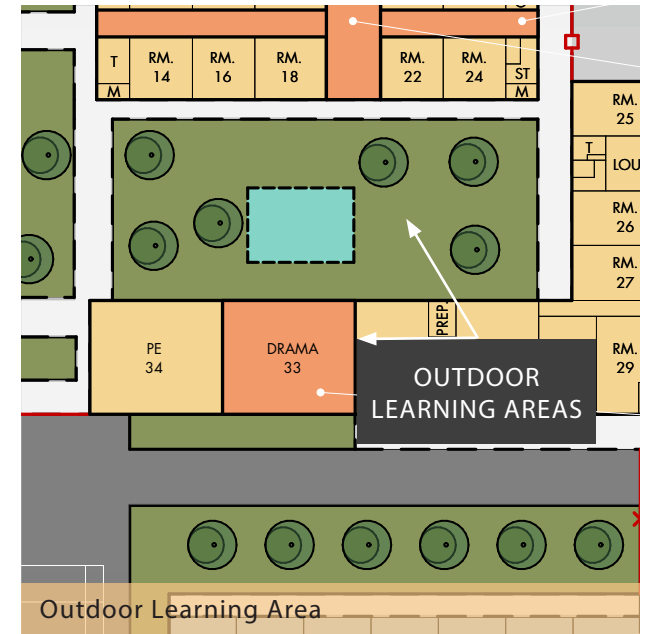 T
M
RM.
14
RM.
16
RM.
18
RM.
22
RM.
24
ST
M
RM.
25
T
LOU
RM.
26
RM.
27
PREP.
PE
34
DRAMA
33
RM.
29
OUTDOOR
LEARNING AREAS
Outdoor Learning Area